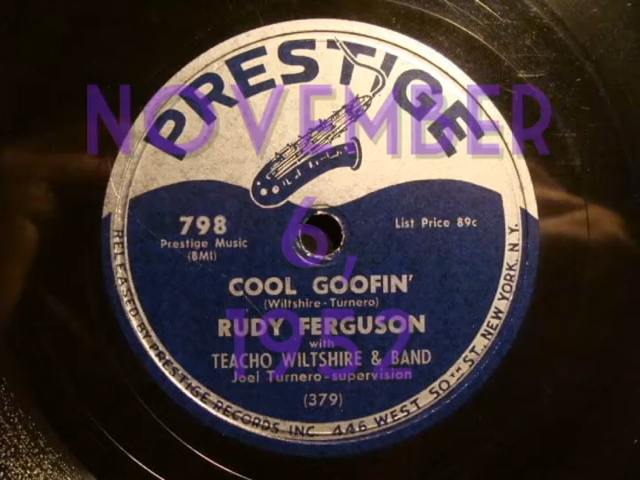 PRESTIGE
NOVEMBER
6,
1952
798
Prestige Music
(BMI)
List Price 89c
COOL GOOFIN'
(Wiltshire - Turnero)
RUDY FERGUSON
with
TEACHO WILTSHIRE & BAND
Joel Turnero - supervision
(379)
RELEASED BY PRESTIGE RECORDS, INC. 446 WEST 50TH ST., NEW YORK, N.Y.